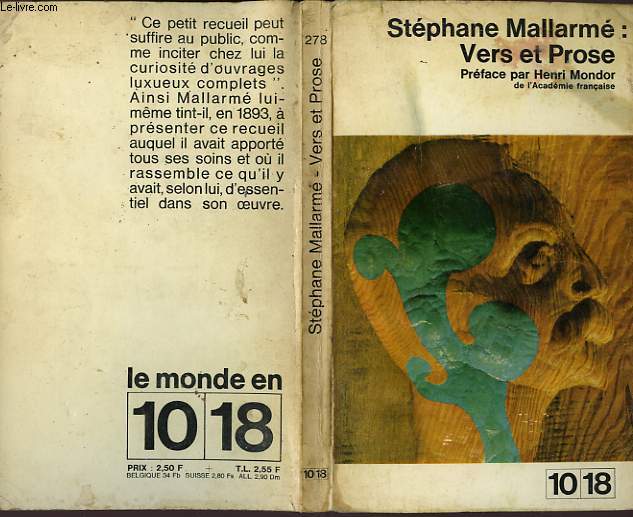 © Le-Livre.com
" Ce petit recueil peut
suffire au public, com-
me inciter chez lui la
curiosité d'ouvrages
luxueux complets ".
Ainsi Mallarmé lui-
même tint-il, en 1893, à
présenter ce recueil
auquel il avait apporté
tous ses soins et où il
rassemble ce qu'il y
avait, selon lui, d'essen-
tiel dans son œuvre.
le monde en
10 18
PRIX : 2,50 F T.L. 2,55 F
BELGIQUE 34 Fb SUISSE 2,80 Fs ALL. 2,90 Dm
278
Stéphane Mallarmé - Vers et Prose
10 18
Stéphane Mallarmé :
Vers et Prose
Préface par Henri Mondor
de l'Académie française
10 18